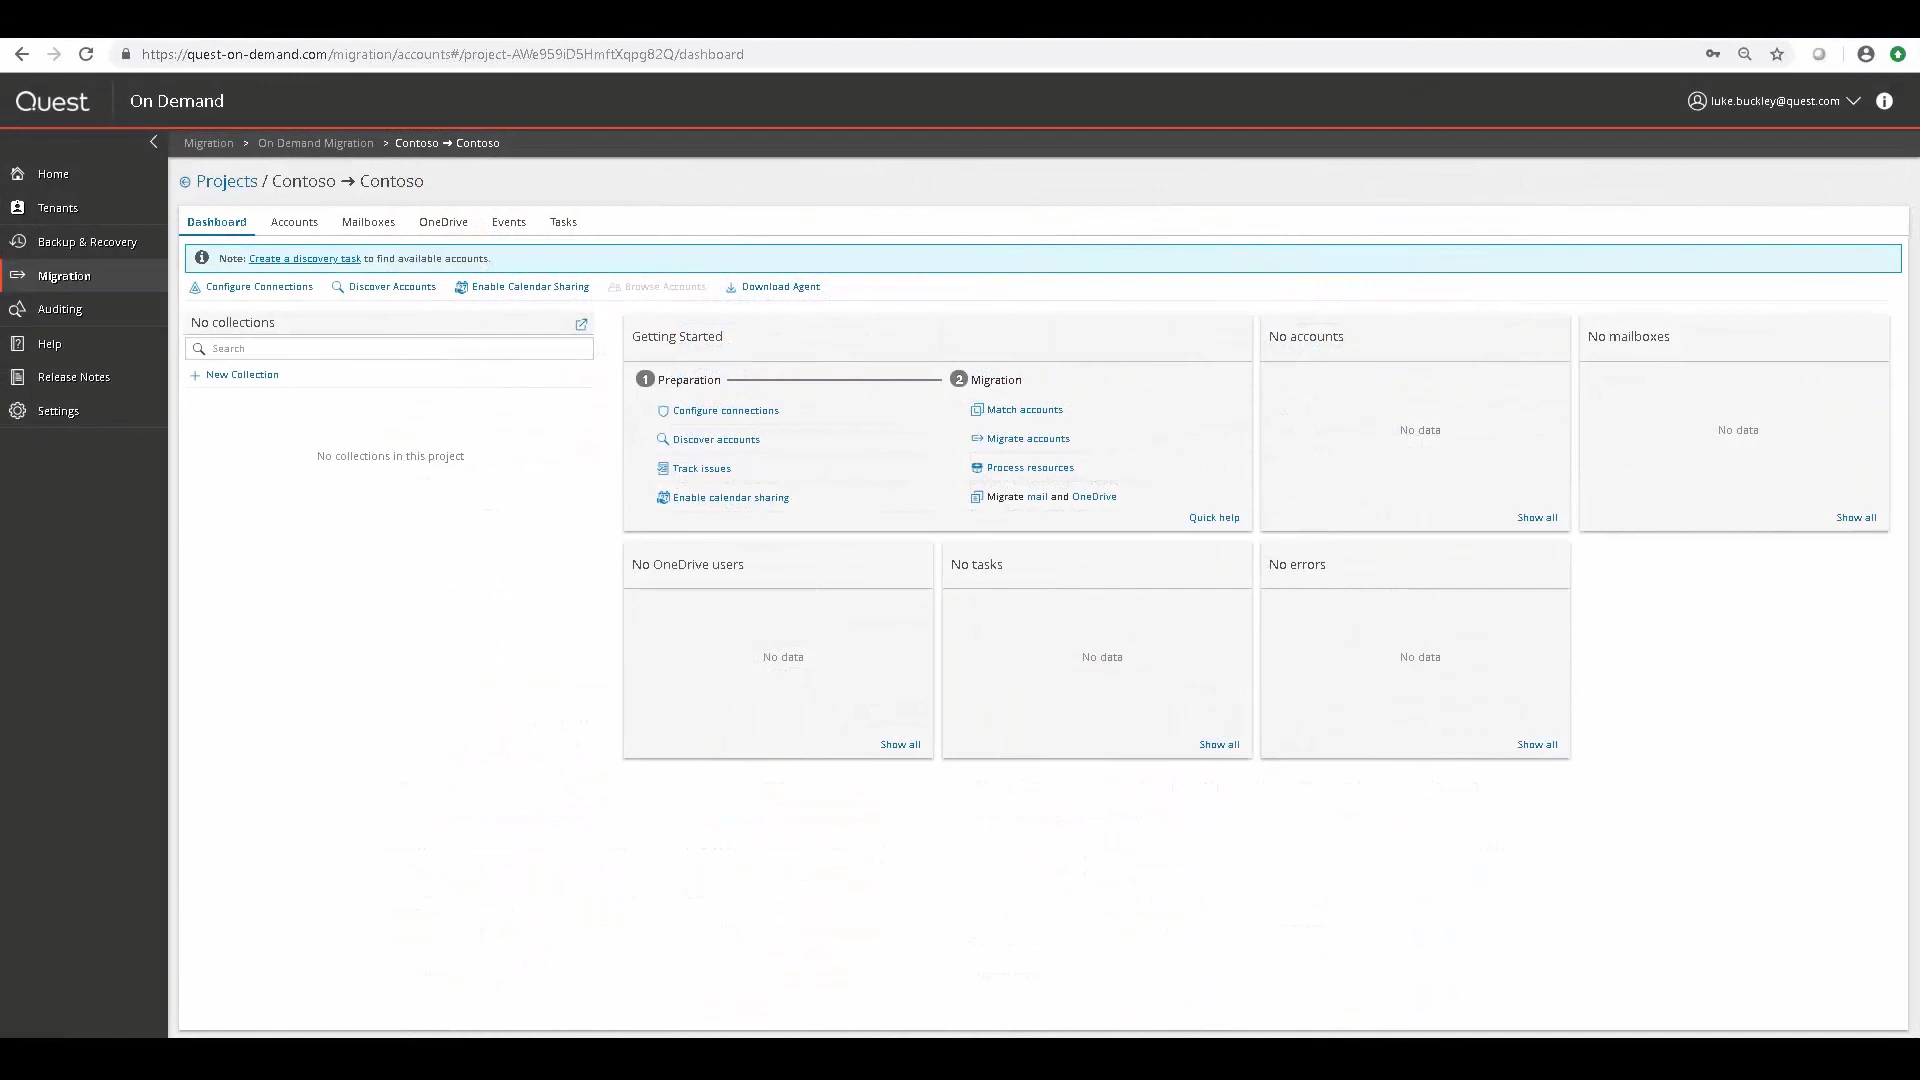 https://quest-on-demand.com/migration/accounts#/project-AWe959iD5HmftXqpg82Q/dashboard
Quest On Demand luke.buckley@quest.com
Migration > On Demand Migration > Contoso → Contoso
Projects / Contoso → Contoso
Home
Tenants
Backup & Recovery
Migration
Auditing
Help
Release Notes
Settings
Dashboard Accounts Mailboxes OneDrive Events Tasks
Note: Create a discovery task to find available accounts.
Configure Connections Discover Accounts Enable Calendar Sharing Browse Accounts Download Agent
No collections
Search
New Collection
No collections in this project
Getting Started
1 Preparation
Configure connections
Discover accounts
Track issues
Enable calendar sharing
2 Migration
Match accounts
Migrate accounts
Process resources
Migrate mail and OneDrive
Quick help
No accounts
No data
Show all
No mailboxes
No data
Show all
No OneDrive users
No data
Show all
No tasks
No data
Show all
No errors
No data
Show all